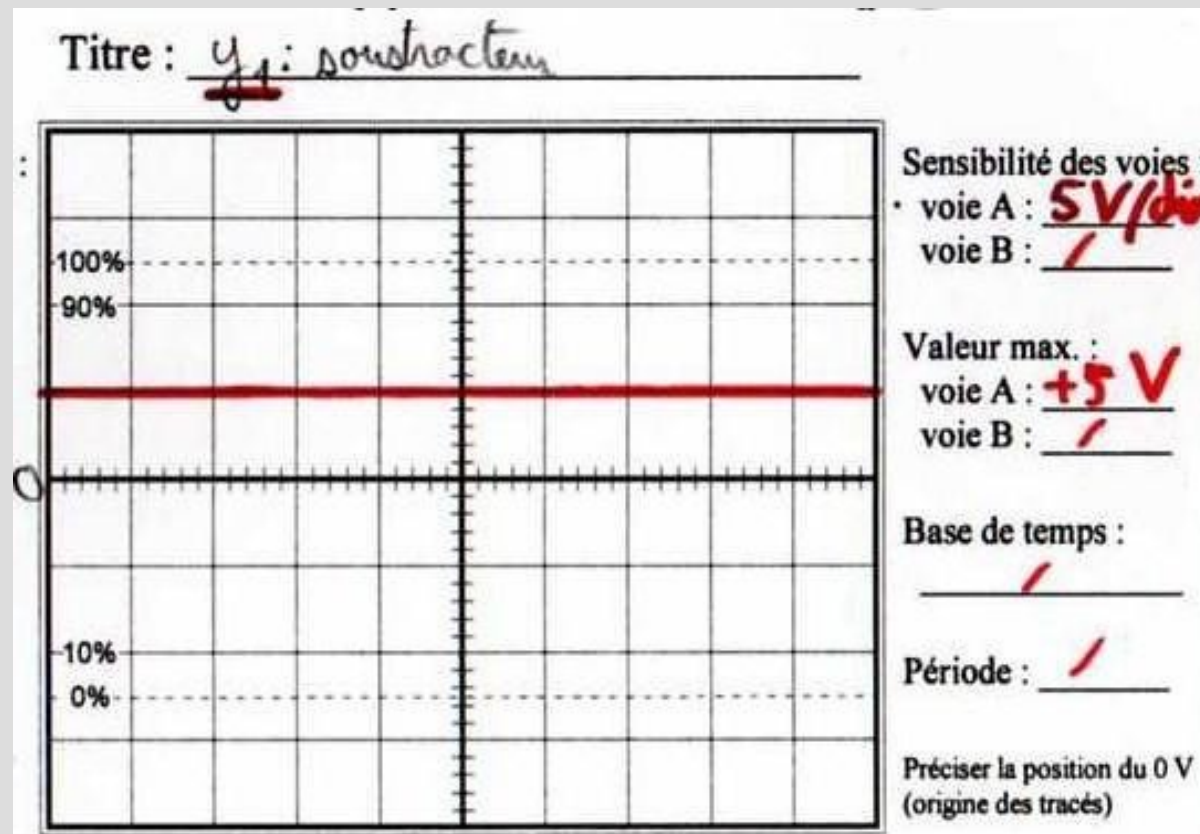 Titre : y1 : soustracteur
:
100%
90%
0
10%
0%
Sensibilité des voies :
voie A : 5 V/div
voie B : /
Valeur max. :
voie A : +5 V
voie B : /
Base de temps :
/
Période : /
Préciser la position du 0 V
(origine des tracés)